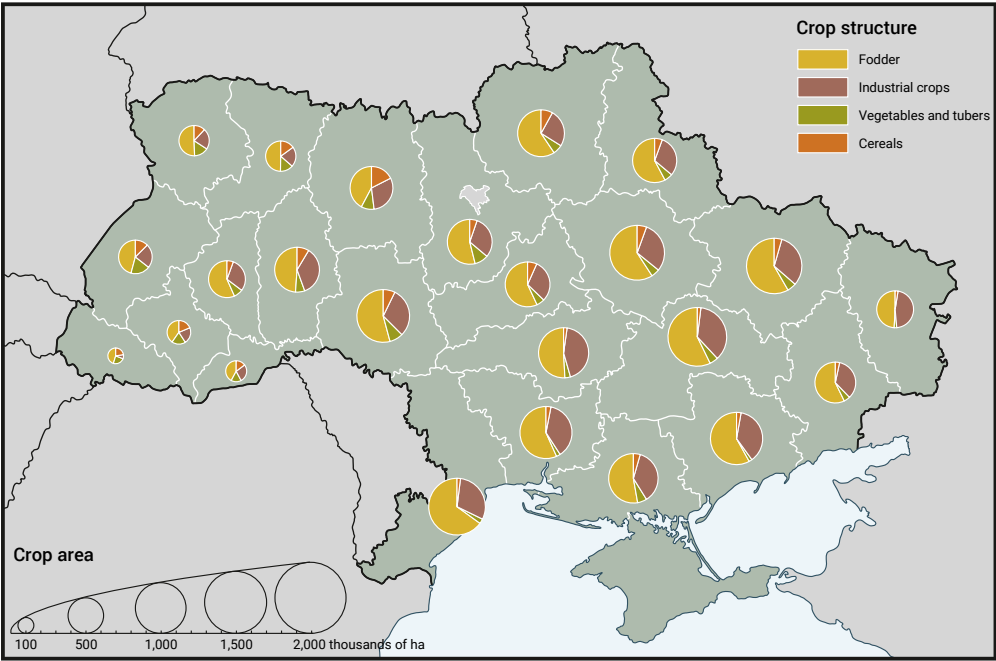 Crop structure
Fodder
Industrial crops
Vegetables and tubers
Cereals
Crop area
100 500 1,000 1,500 2,000 thousands of ha